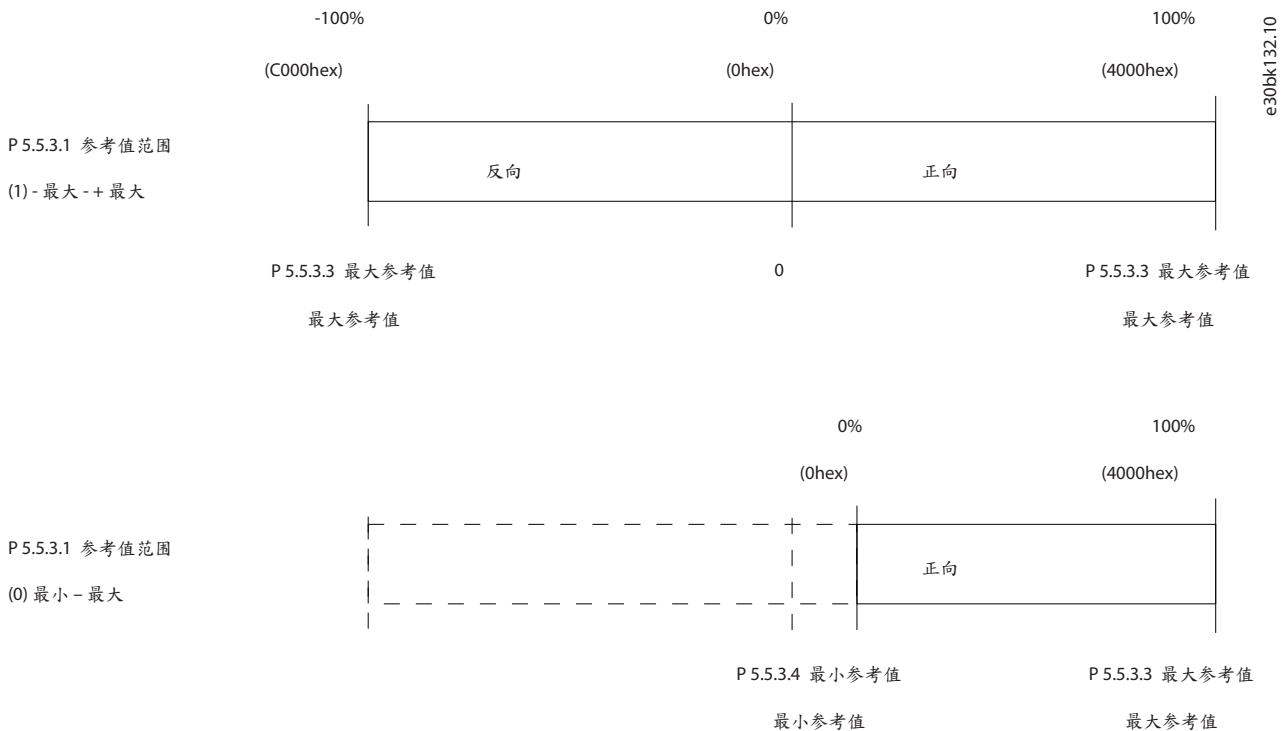 -100% 0% 100%
(C000hex) (0hex) (4000hex)
e30bk132.10
P 5.5.3.1 参考值范围
(1) - 最大 - + 最大
反向 正向
P 5.5.3.3 最大参考值 0 P 5.5.3.3 最大参考值
最大参考值 最大参考值
0% 100%
(0hex) (4000hex)
P 5.5.3.1 参考值范围
(0) 最小 – 最大
正向
P 5.5.3.4 最小参考值 P 5.5.3.3 最大参考值
最小参考值 最大参考值